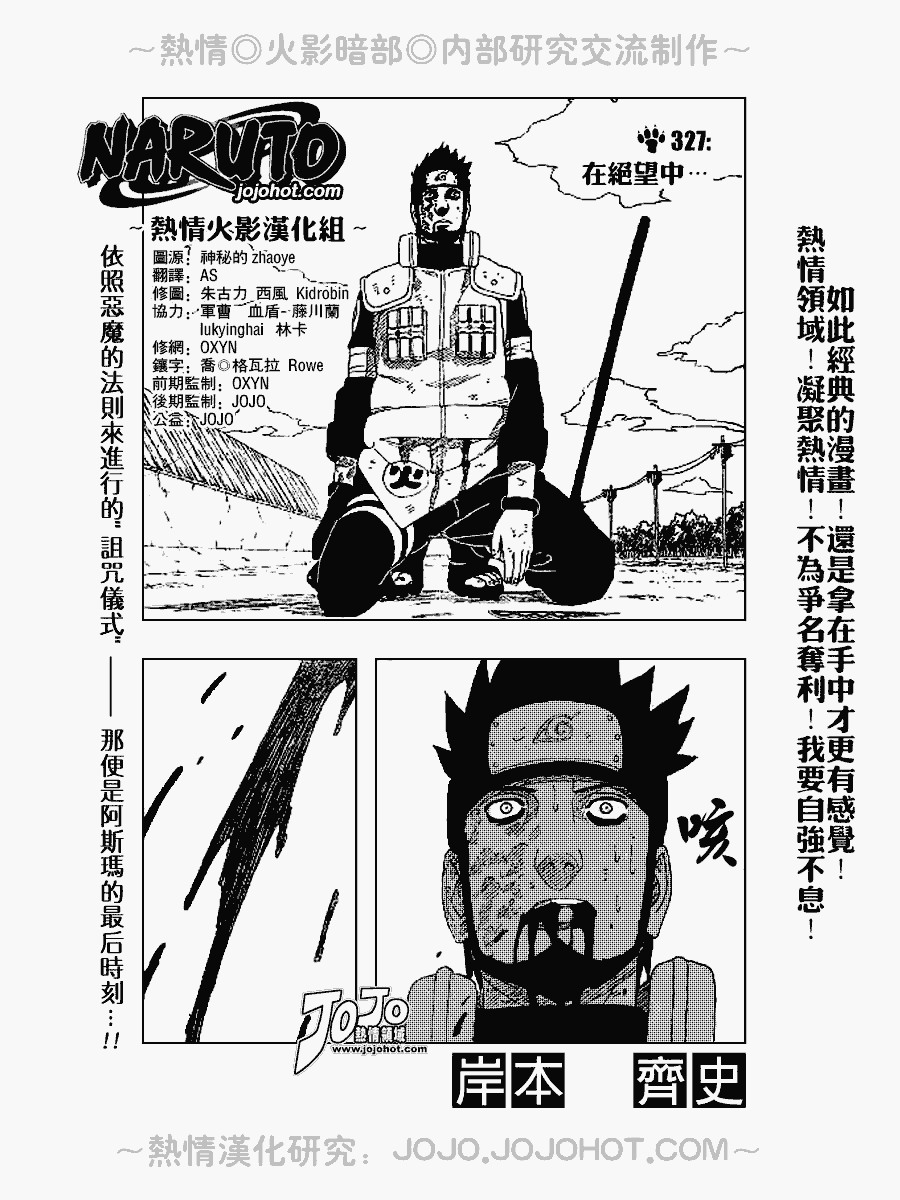 ～熱情◎火影暗部◎内部研究交流制作～
NARUTO
jojohot.com
327:
在絕望中…
～熱情火影漢化組～
圖源：神秘的 zhaoye
翻譯：AS
修圖：朱古力 西風 Kidrobin
協力：軍曹 血盾- 藤川蘭
lukyinghai 林卡
修網：OXYN
鑲字：喬◎格瓦拉 Rowe
前期監制：OXYN
後期監制：JOJO
公益：JOJO
如此經典的漫畫！還是拿在手中才更有感覺！
熱情領域！凝聚熱情！不為爭名奪利！我要自強不息！
依照惡魔的法則來進行的"詛咒儀式"——那便是阿斯瑪的最后時刻…!!
火
咳
JOJO
熱情領域
www.jojohot.com
岸本 齊史
～熱情漢化研究：JOJO.JOJOHOT.COM～